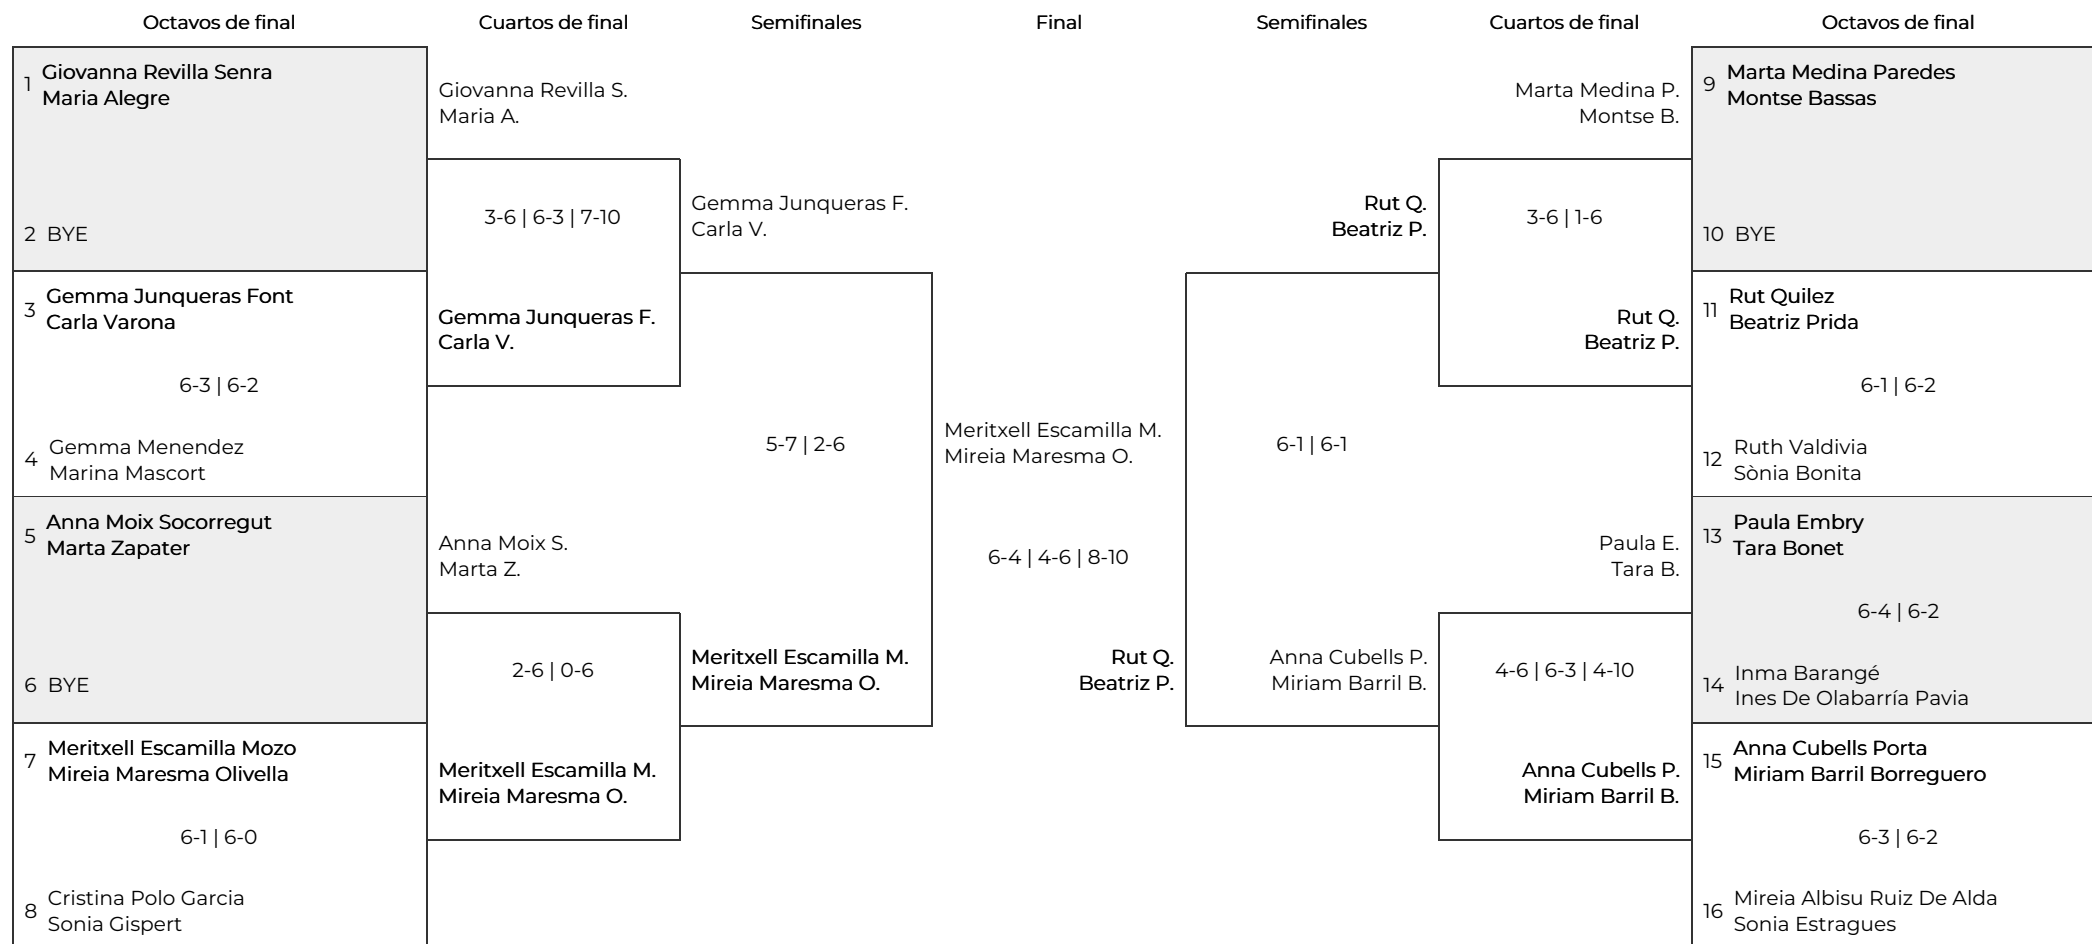 Octavos de final
Cuartos de final
Semifinales
Final
Semifinales
Cuartos de final
Octavos de final
1 Giovanna Revilla Senra
Maria Alegre
2 BYE
3 Gemma Junqueras Font
Carla Varona
6-3 | 6-2
4 Gemma Menendez
Marina Mascort
5 Anna Moix Socorregut
Marta Zapater
6 BYE
7 Meritxell Escamilla Mozo
Mireia Maresma Olivella
6-1 | 6-0
8 Cristina Polo Garcia
Sonia Gispert
Giovanna Revilla S.
Maria A.
3-6 | 6-3 | 7-10
Gemma Junqueras F.
Carla V.
Anna Moix S.
Marta Z.
2-6 | 0-6
Meritxell Escamilla M.
Mireia Maresma O.
Gemma Junqueras F.
Carla V.
5-7 | 2-6
Meritxell Escamilla M.
Mireia Maresma O.
Meritxell Escamilla M.
Mireia Maresma O.
6-4 | 4-6 | 8-10
Rut Q.
Beatriz P.
Rut Q.
Beatriz P.
6-1 | 6-1
Anna Cubells P.
Miriam Barril B.
Marta Medina P.
Montse B.
3-6 | 1-6
Rut Q.
Beatriz P.
Paula E.
Tara B.
4-6 | 6-3 | 4-10
Anna Cubells P.
Miriam Barril B.
9 Marta Medina Paredes
Montse Bassas
10 BYE
11 Rut Quilez
Beatriz Prida
6-1 | 6-2
12 Ruth Valdivia
Sònia Bonita
13 Paula Embry
Tara Bonet
6-4 | 6-2
14 Inma Barangé
Ines De Olabarría Pavia
15 Anna Cubells Porta
Miriam Barril Borreguero
6-3 | 6-2
16 Mireia Albisu Ruiz De Alda
Sonia Estragues